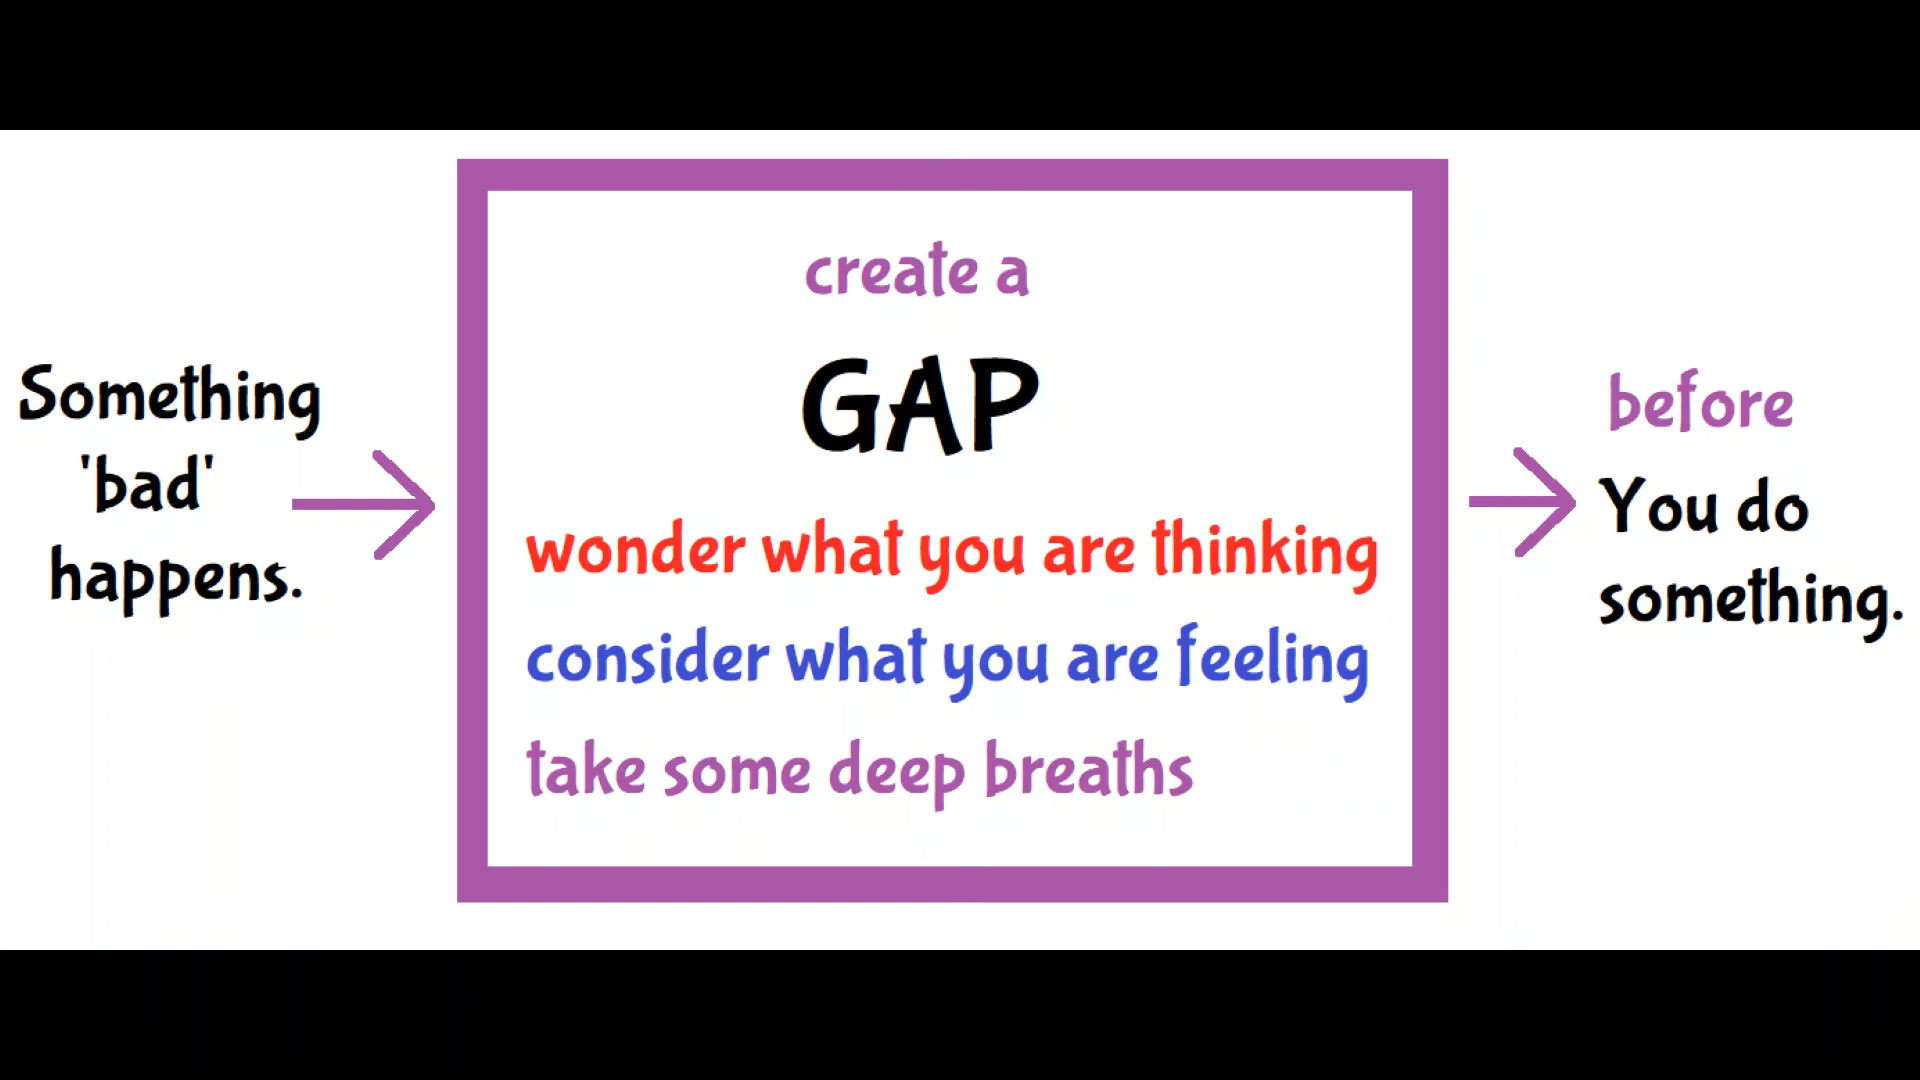 Something
'bad'
happens.
create a
GAP
wonder what you are thinking
consider what you are feeling
take some deep breaths
before
You do
something.